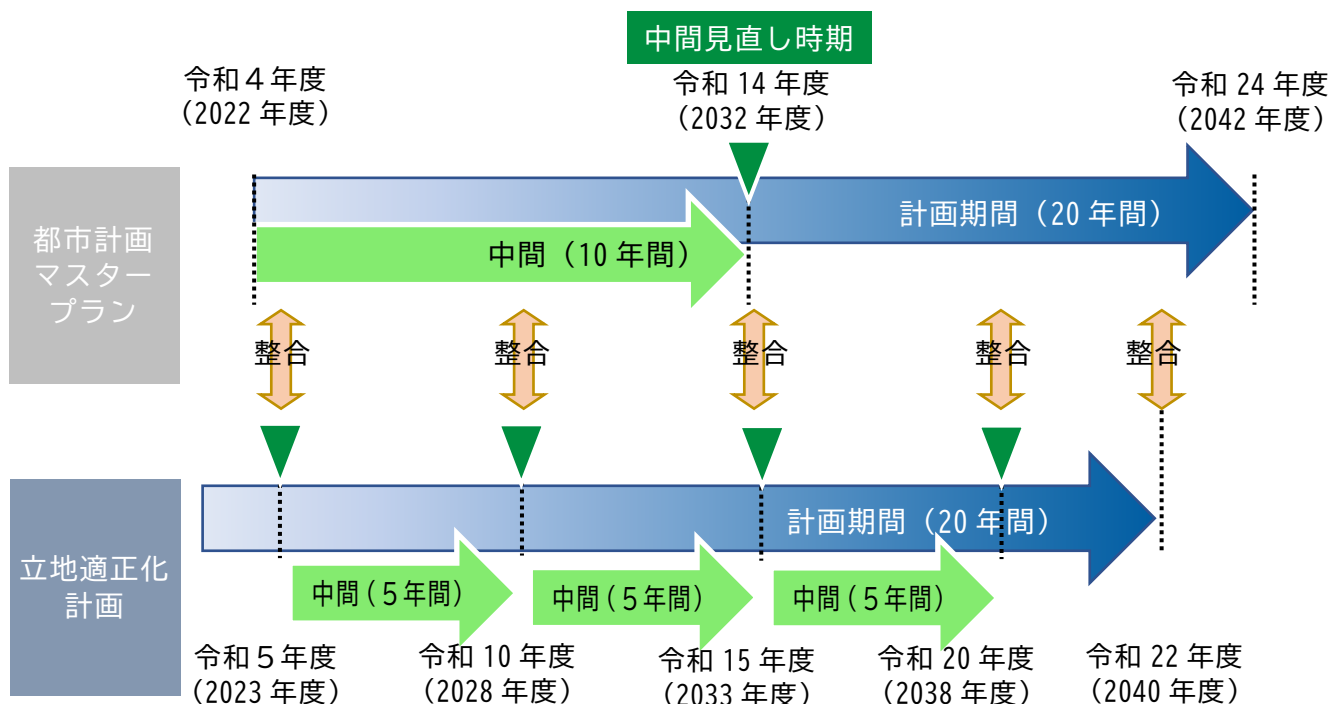 中間見直し時期
令和４年度
（2022 年度）
令和 14 年度
（2032 年度）
令和 24 年度
（2042 年度）
都市計画
マスター
プラン
計画期間（20 年間）
中間（10 年間）
整合
整合
整合
整合
整合
立地適正化
計画
計画期間（20 年間）
中間（５年間）
中間（５年間）
中間（５年間）
令和５年度
（2023 年度）
令和 10 年度
（2028 年度）
令和 15 年度
（2033 年度）
令和 20 年度
（2038 年度）
令和 22 年度
（2040 年度）